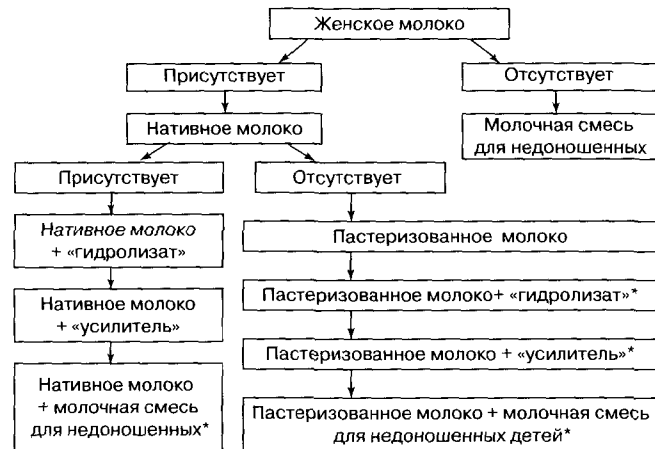 Женское молоко
Присутствует
Отсутствует
Нативное молоко
Молочная смесь
для недоношенных
Присутствует
Отсутствует
Нативное молоко
+ «гидролизат»
Пастеризованное молоко
Пастеризованное молоко+ «гидролизат»*
Нативное молоко
+ «усилитель»
Пастеризованное молоко + «усилитель»*
Нативное молоко
+ молочная смесь
для недоношенных*
Пастеризованное молоко + молочная смесь
для недоношенных детей*